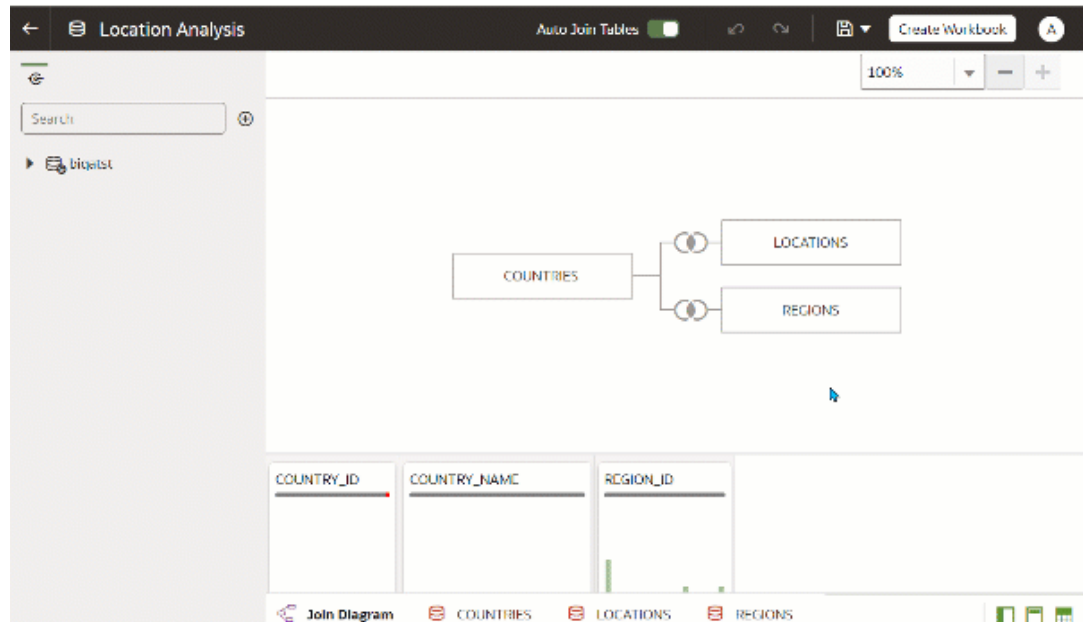 Location Analysis
Auto Join Tables
Create Workbook
A
100%
Search
bigatst
LOCATIONS
COUNTRIES
REGIONS
COUNTRY_ID
COUNTRY_NAME
REGION_ID
Join Diagram
COUNTRIES
LOCATIONS
REGIONS